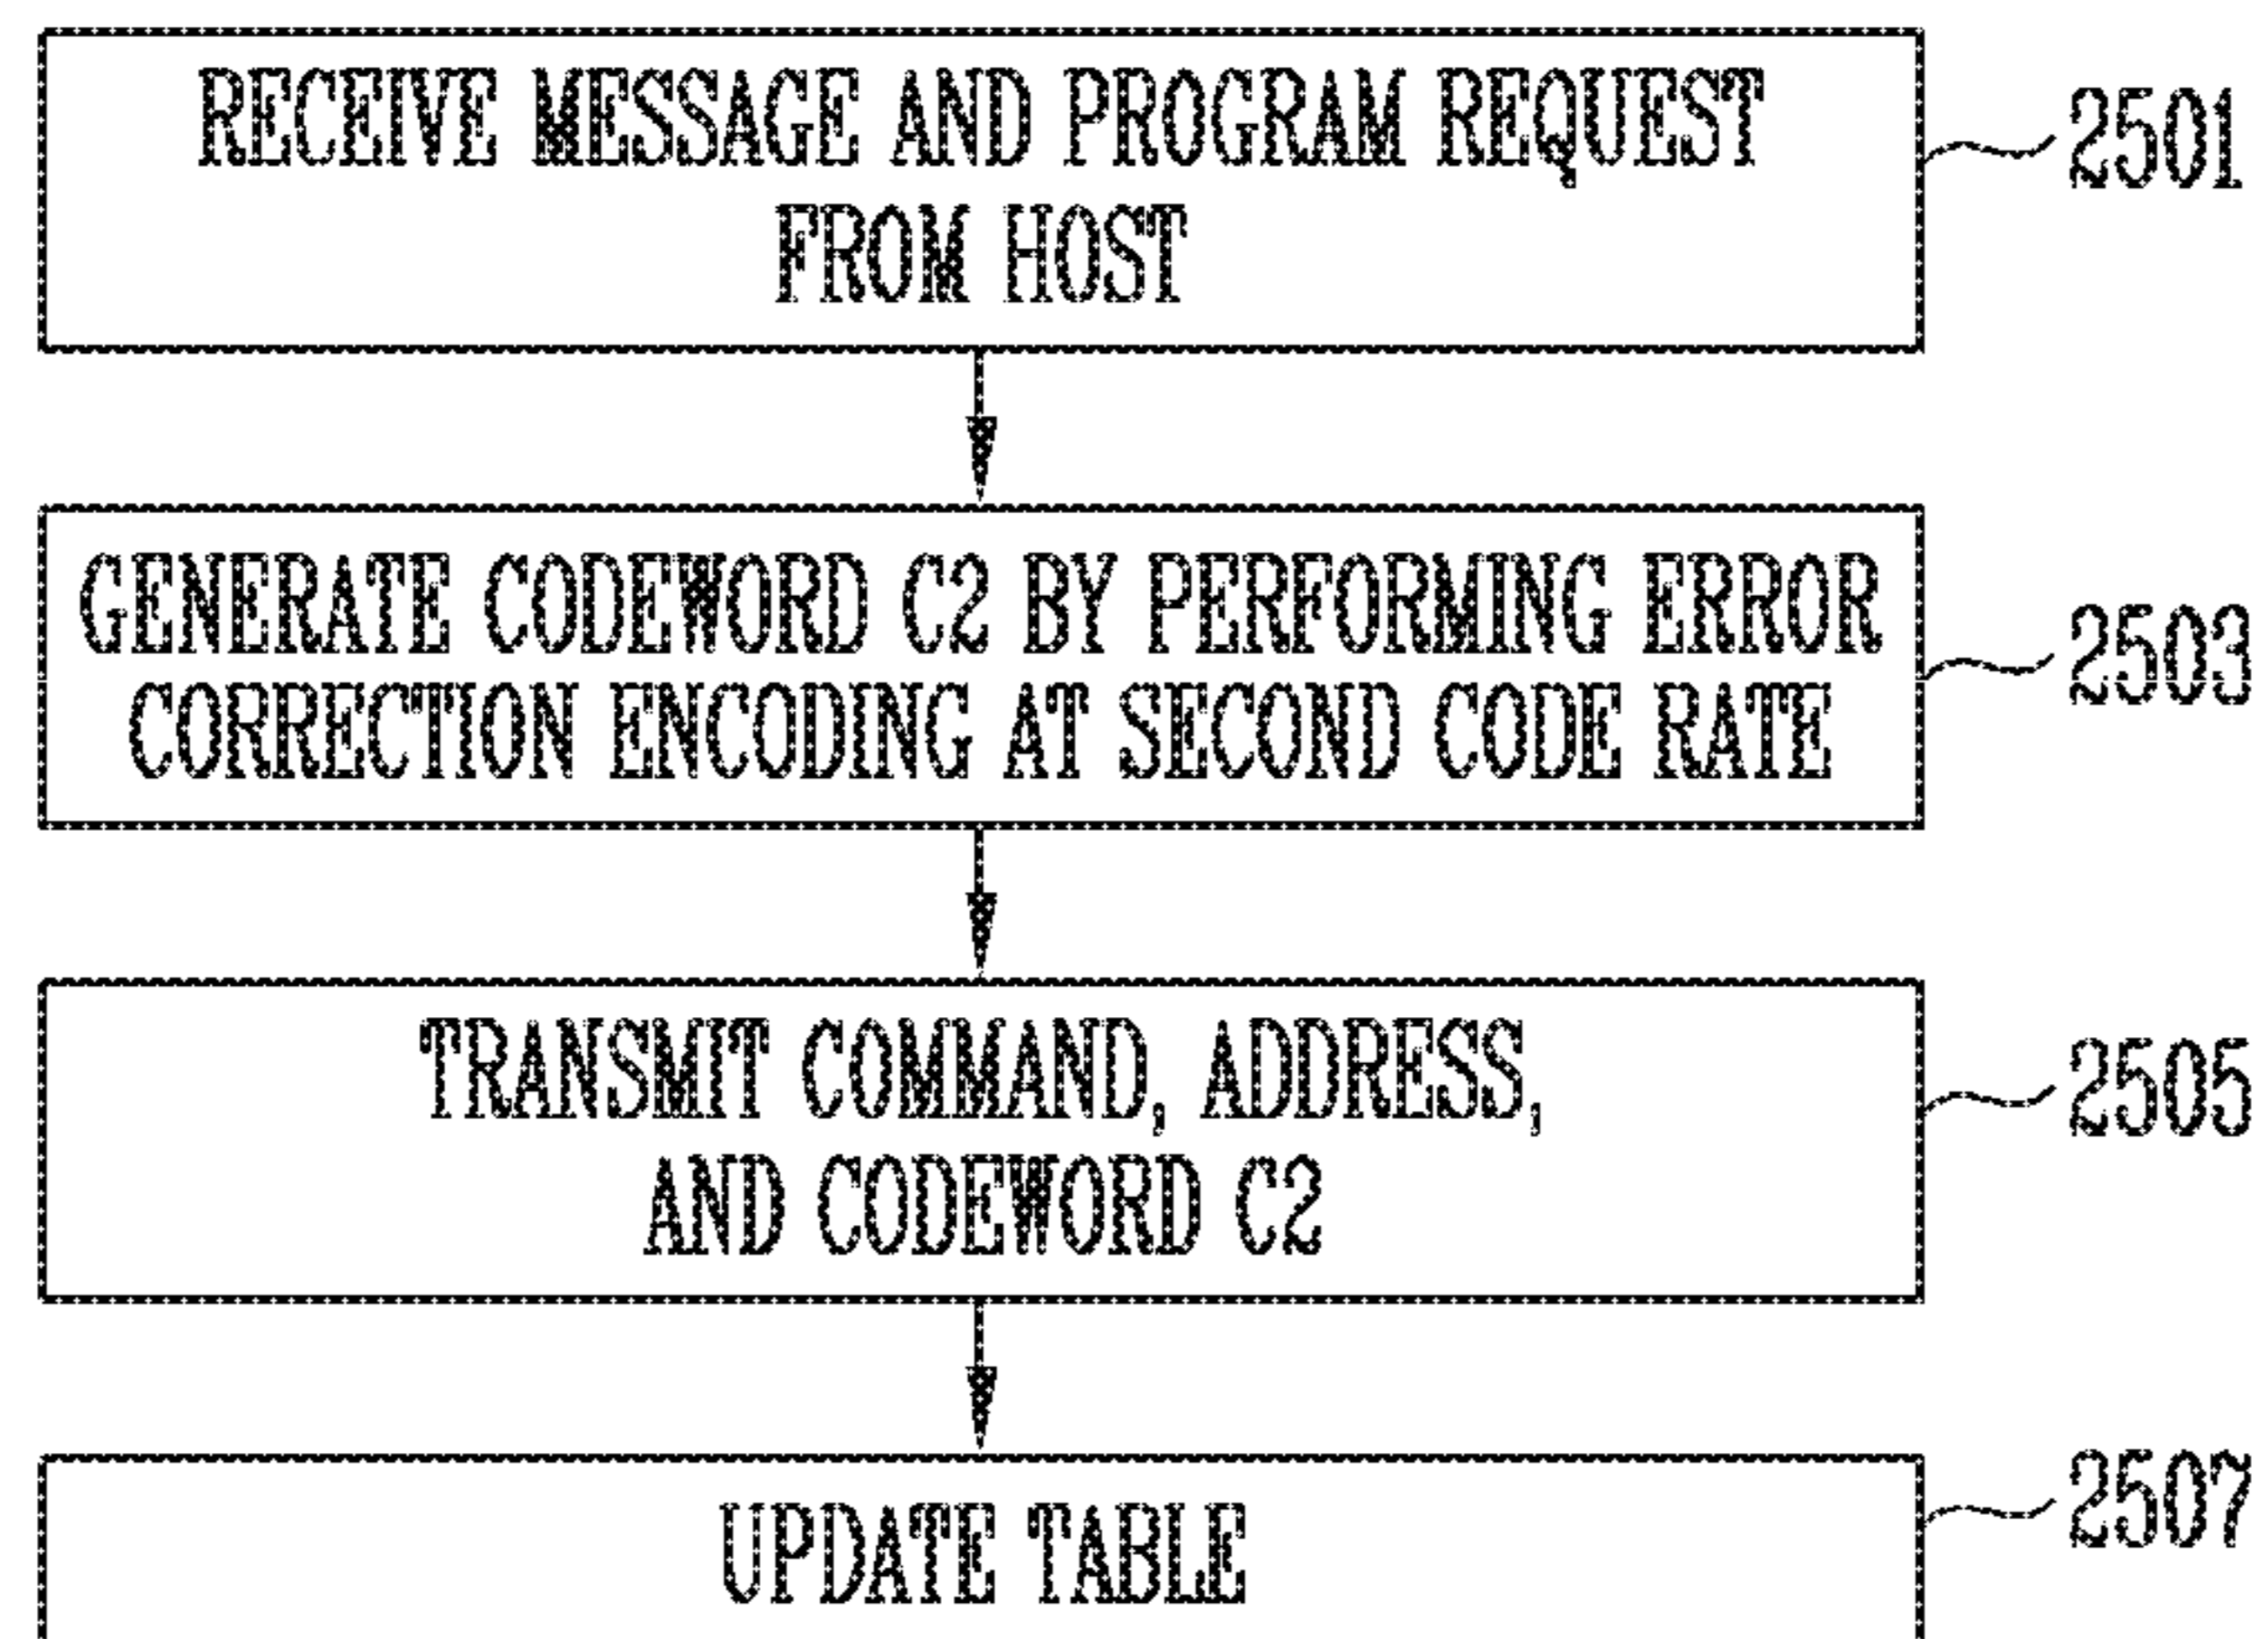 RECEIVE MESSAGE AND PROGRAM REQUEST
FROM HOST
2501
GENERATE CODEWORD C2 BY PERFORMING ERROR
CORRECTION ENCODING AT SECOND CODE RATE
2503
TRANSMIT COMMAND, ADDRESS,
AND CODEWORD C2
2505
UPDATE TABLE
2507